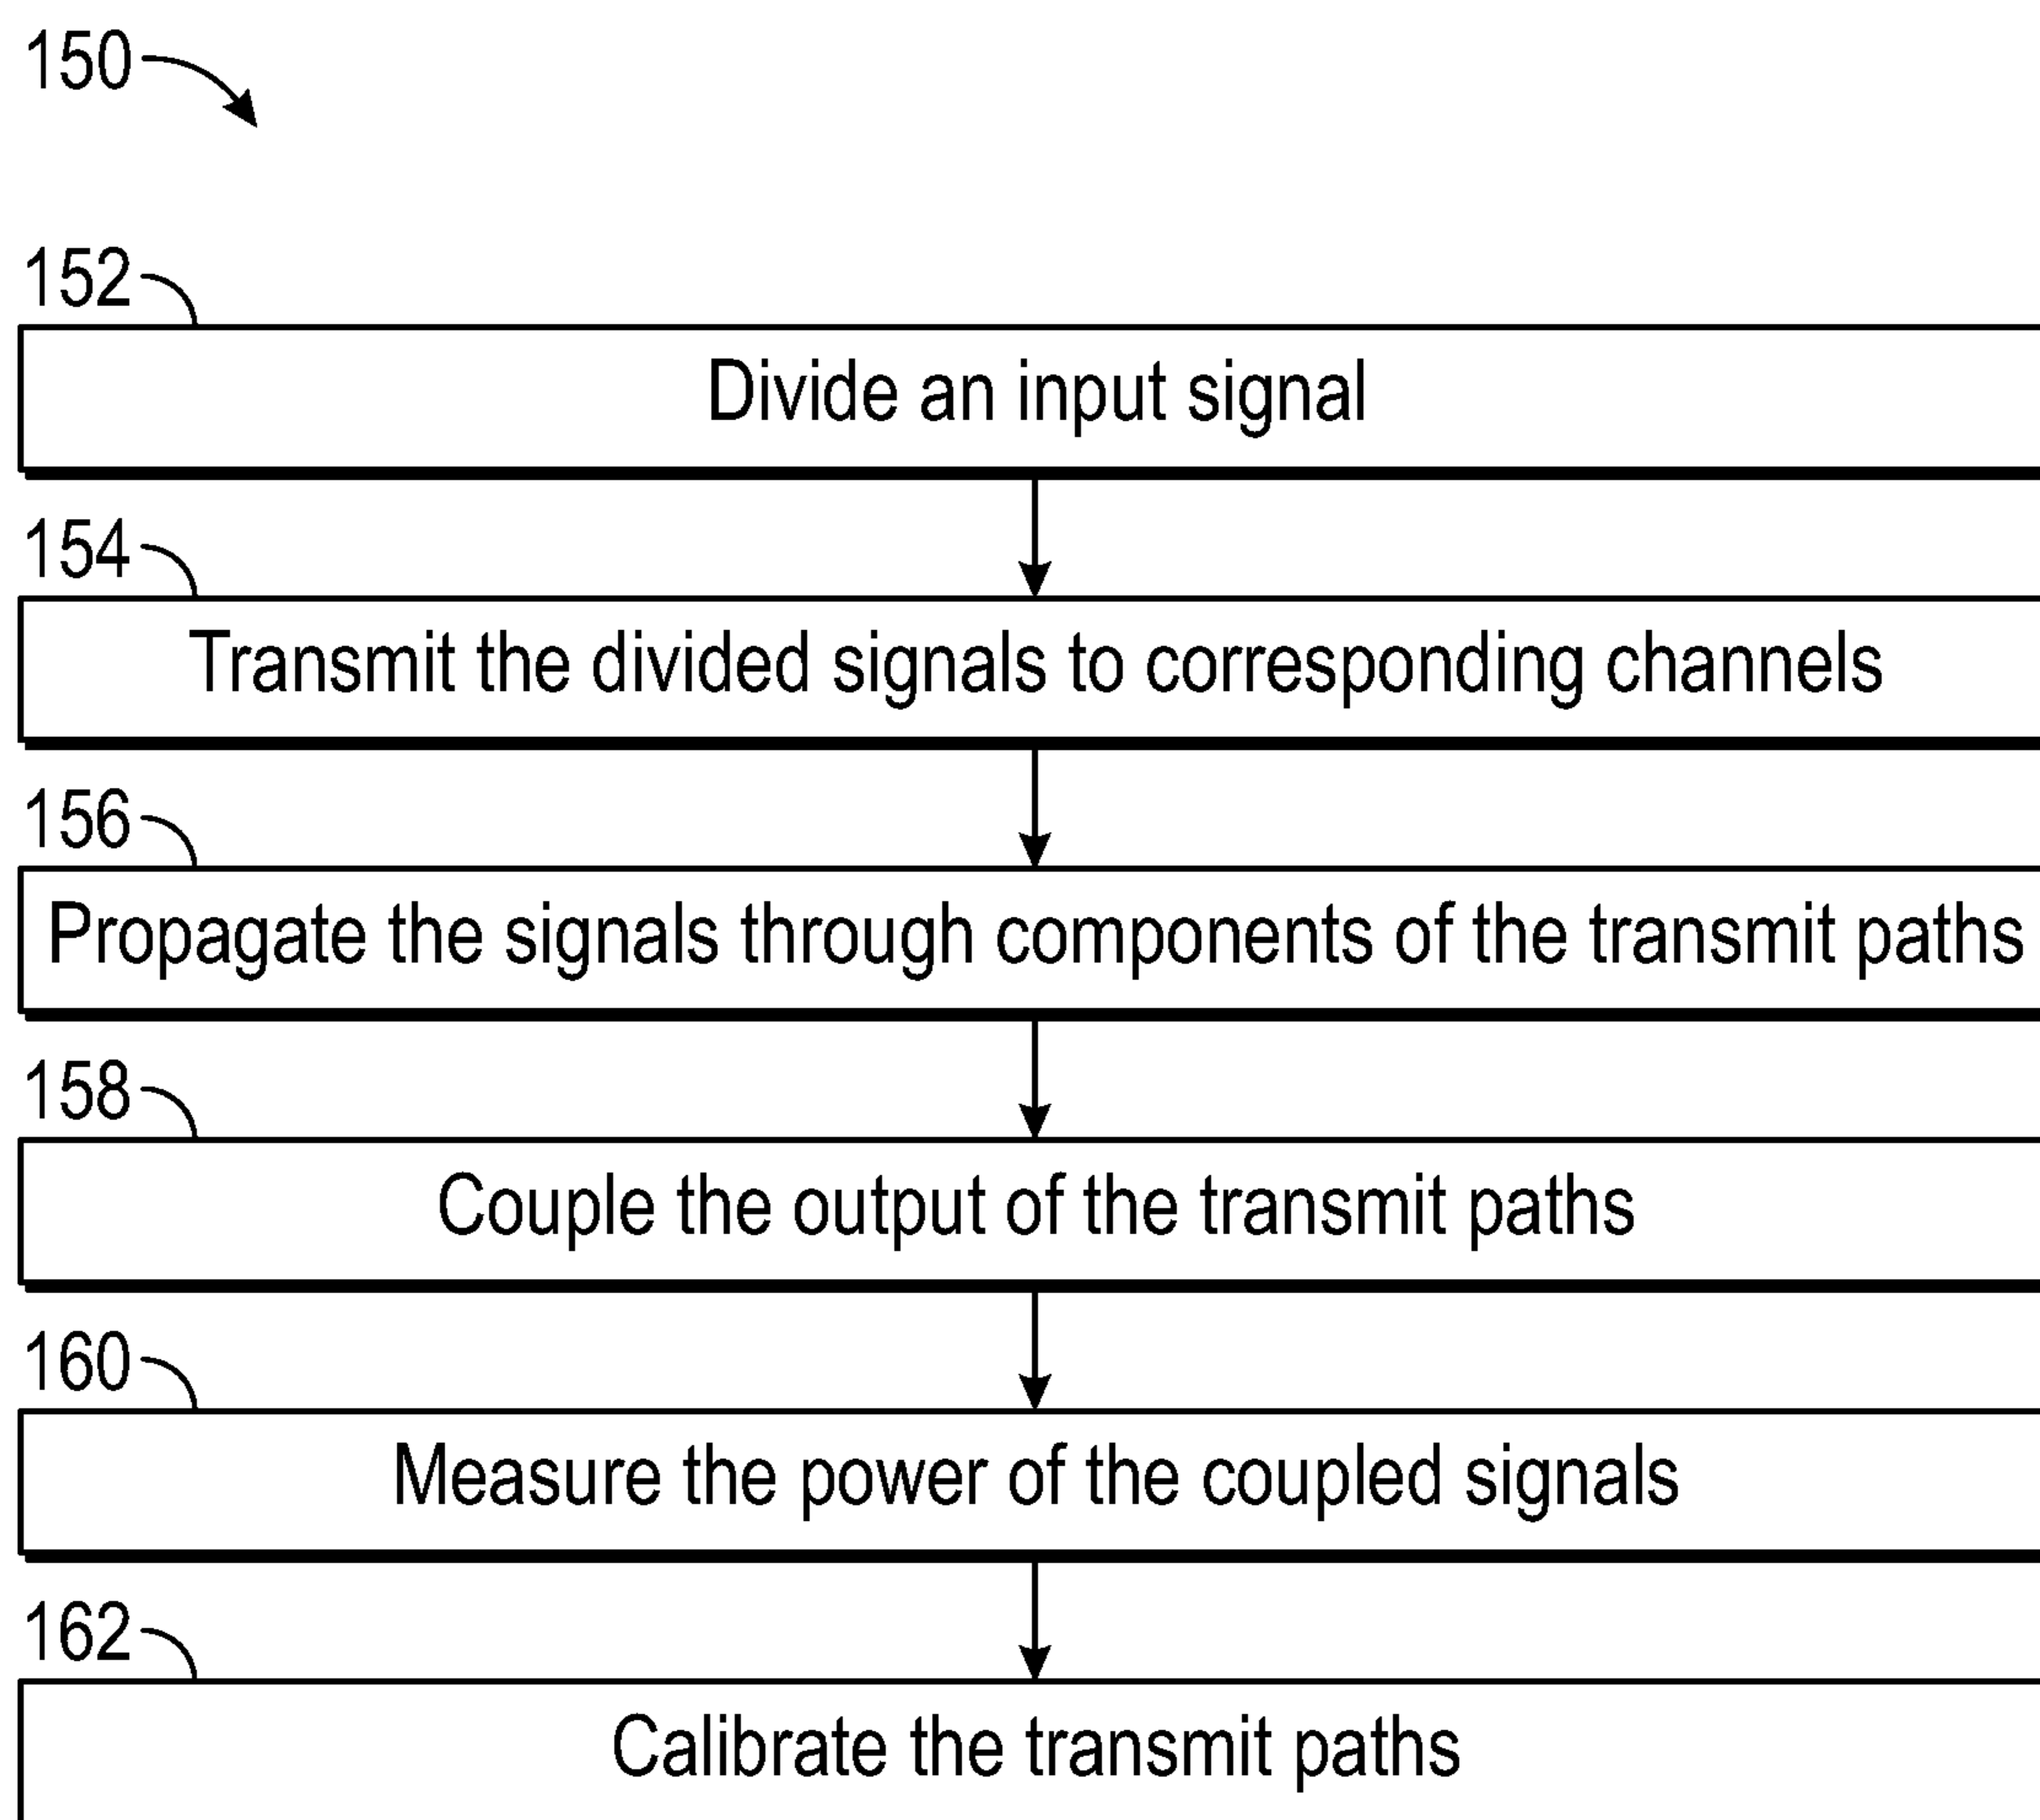 150
152
Divide an input signal
154
Transmit the divided signals to corresponding channels
156
Propagate the signals through components of the transmit paths
158
Couple the output of the transmit paths
160
Measure the power of the coupled signals
162
Calibrate the transmit paths